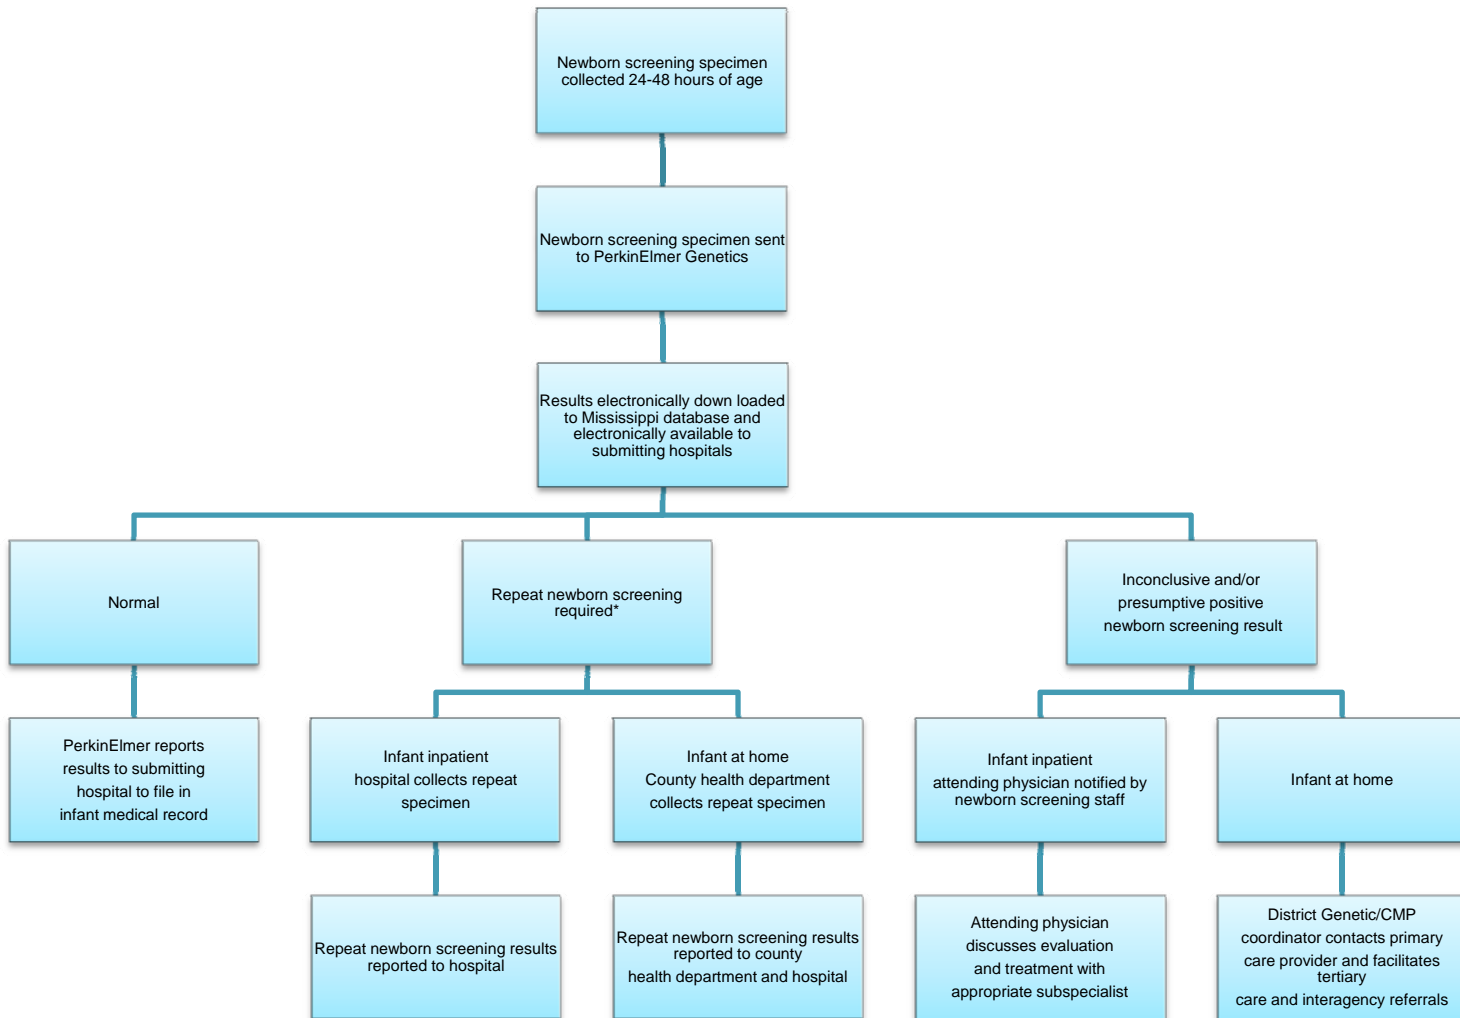 Newborn screening specimen
collected 24-48 hours of age
Newborn screening specimen sent
to PerkinElmer Genetics
Results electronically down loaded
to Mississippi database and
electronically available to
submitting hospitals
Normal
Repeat newborn screening
required*
Inconclusive and/or
presumptive positive
newborn screening result
PerkinElmer reports
results to submitting
hospital to file in
infant medical record
Infant inpatient
hospital collects repeat
specimen
Infant at home
County health department
collects repeat specimen
Infant inpatient
attending physician notified by
newborn screening staff
Infant at home
Repeat newborn screening results
reported to hospital
Repeat newborn screening results
reported to county
health department and hospital
Attending physician
discusses evaluation
and treatment with
appropriate subspecialist
District Genetic/CMP
coordinator contacts primary
care provider and facilitates
tertiary
care and interagency referrals